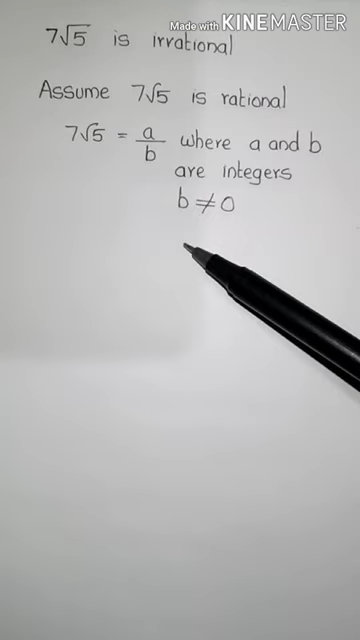 Made with KINEMASTER
7√5 is irrational
Assume 7√5 is rational
7√5 = a/b where a and b
are integers
b ≠ 0